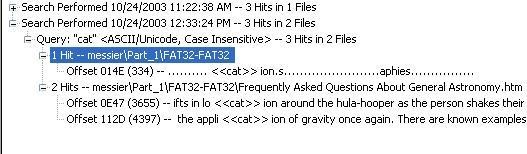 Search Performed 10/24/2003 11:22:38 AM -- 3 Hits in 1 Files
Search Performed 10/24/2003 12:33:24 PM -- 3 Hits in 2 Files
Query: "cat" <ASCII/Unicode, Case Insensitive> -- 3 Hits in 2 Files
1 Hit -- messier\Part_1\FAT32-FAT32
Offset 014E (334) -- .......... <<cat>> ion.s........................aphies................
2 Hits -- messier\Part_1\FAT32-FAT32\Frequently Asked Questions About General Astronomy.htm
Offset 0E47 (3655) -- ifts in lo <<cat>> ion around the hula-hooper as the person shakes their
Offset 112D (4397) -- the appli <<cat>> ion of gravity once again. There are known examples